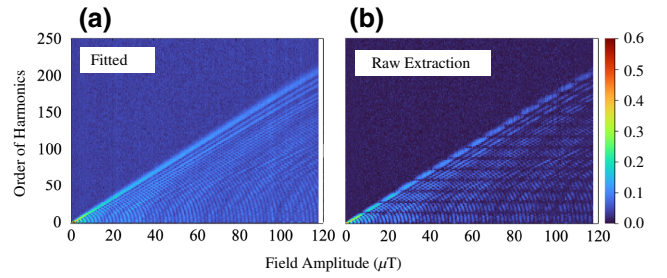 (a)
(b)
250
200
150
100
50
0
Order of Harmonics
Fitted
Raw Extraction
0 20 40 60 80 100 120
0 20 40 60 80 100 120
0.6
0.5
0.4
0.3
0.2
0.1
0.0
Field Amplitude (μT)